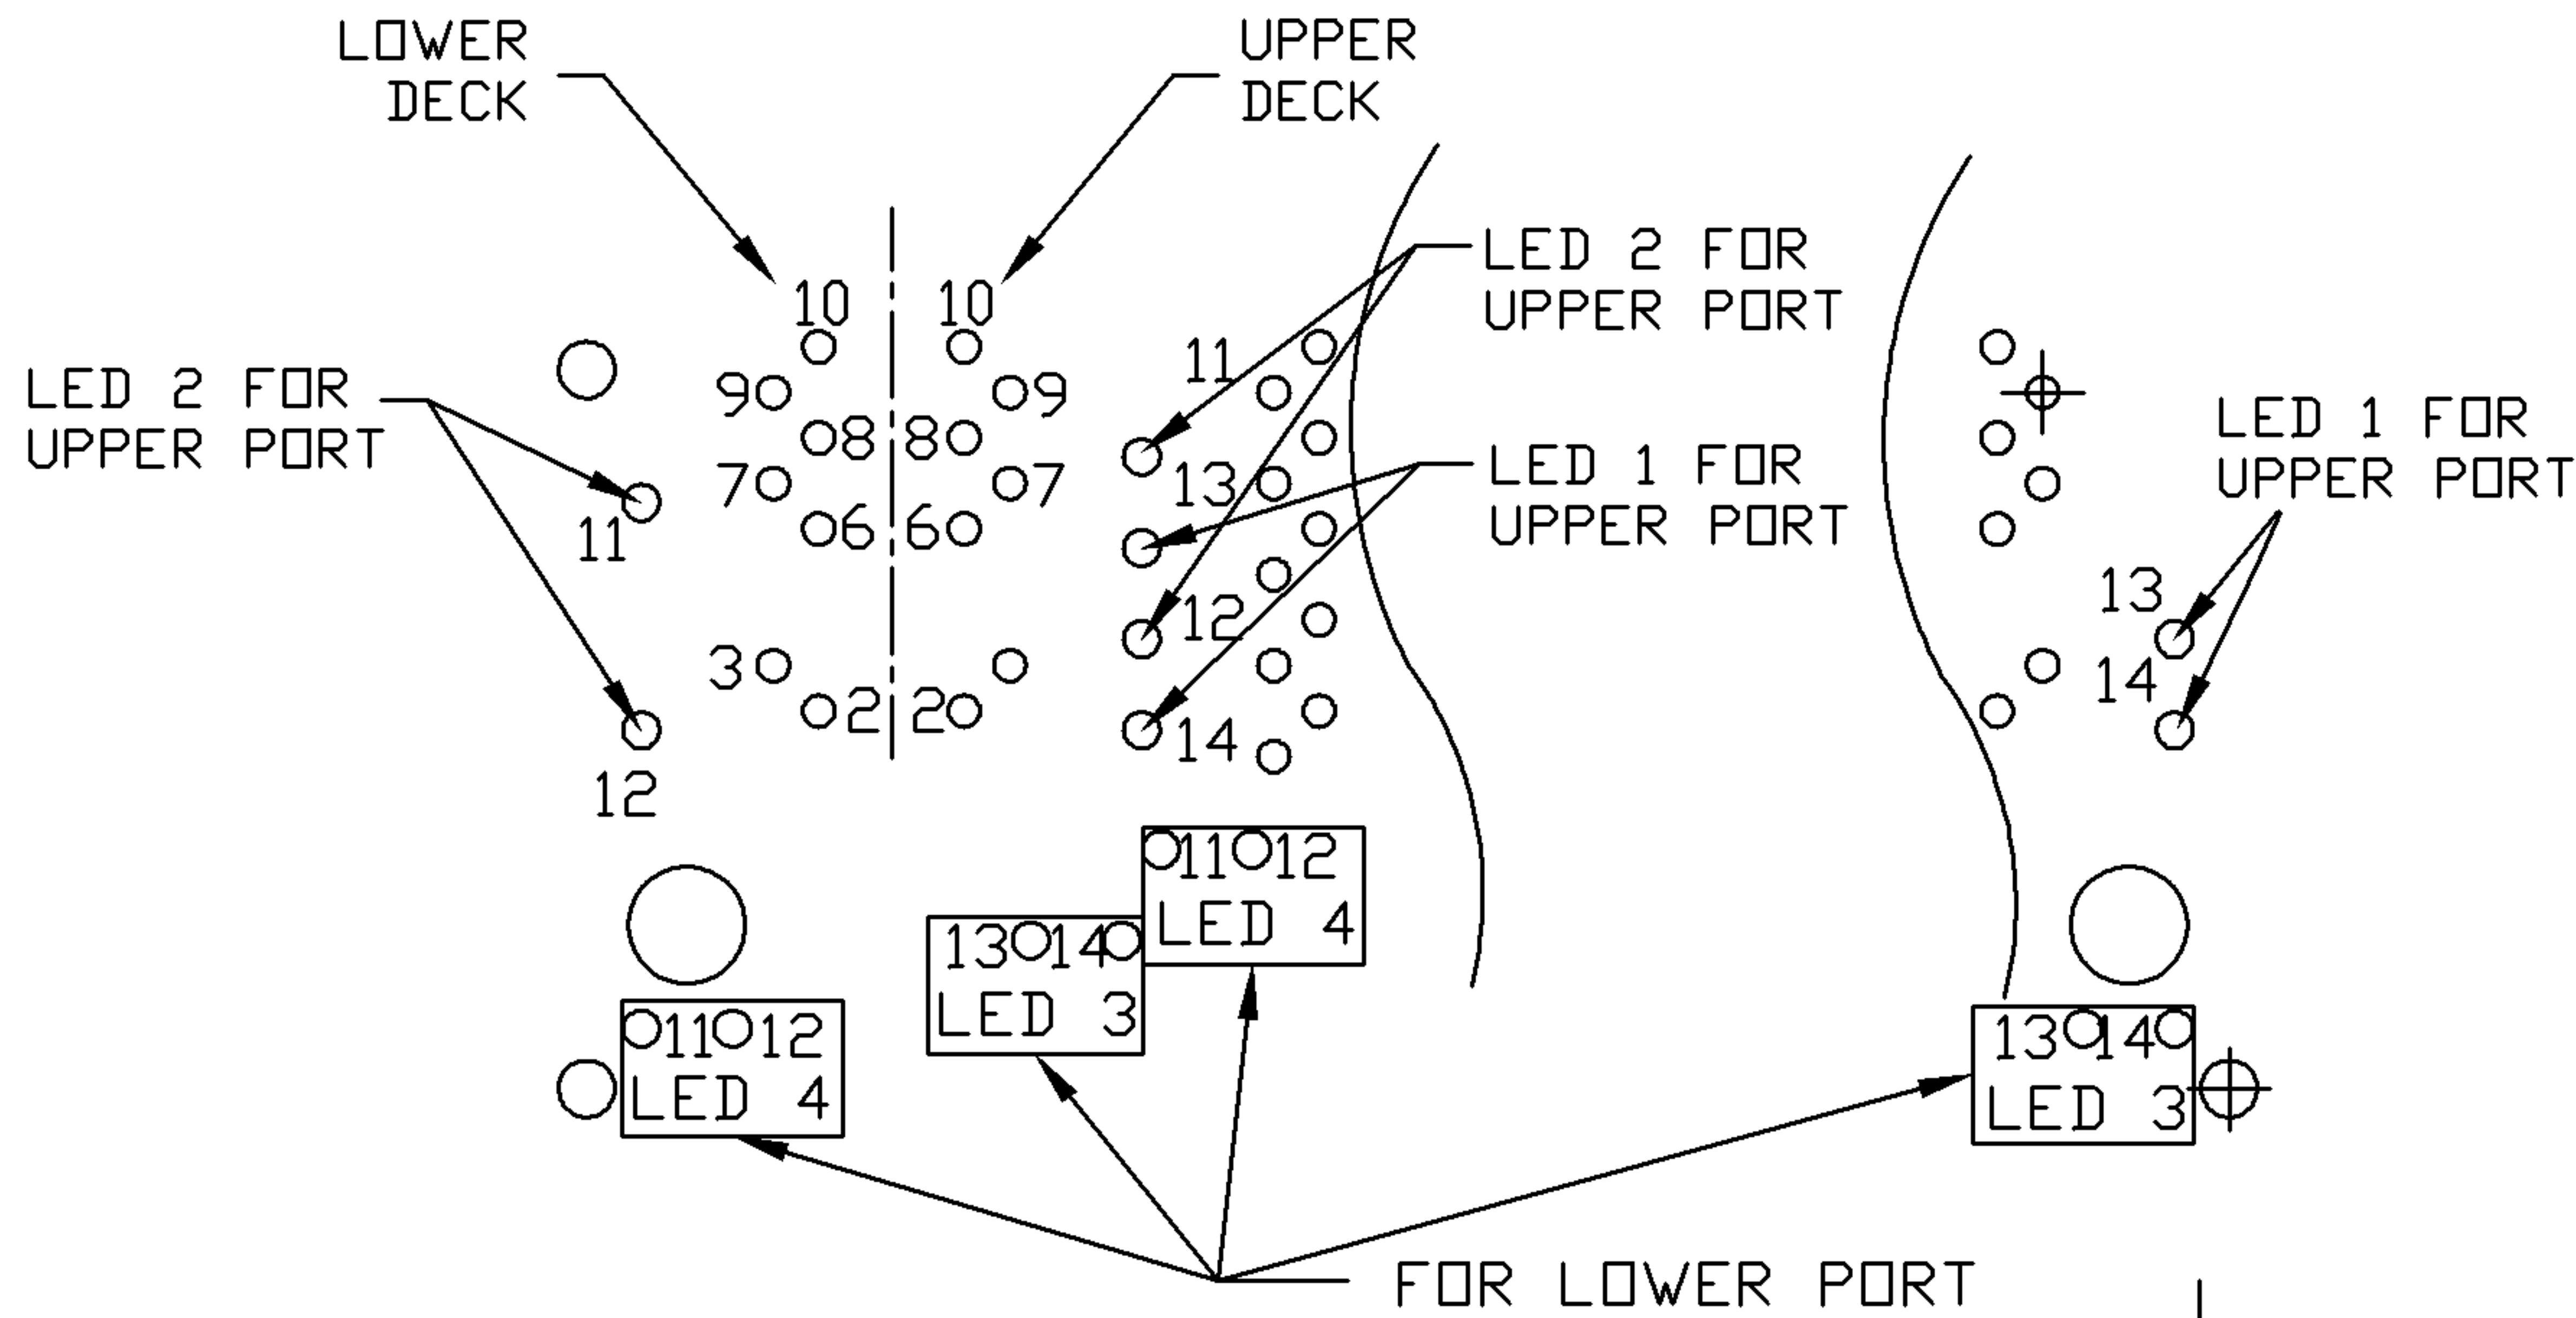 LOWER
DECK
UPPER
DECK
LED 2 FOR
UPPER PORT
10
10
LED 2 FOR
UPPER PORT
11
9
9
8
8
LED 1 FOR
UPPER PORT
LED 1 FOR
UPPER PORT
7
7
13
11
6
6
13
12
3
14
2
2
14
12
11 12
LED 4
13 14
LED 3
11 12
LED 4
13 14
LED 3
FOR LOWER PORT